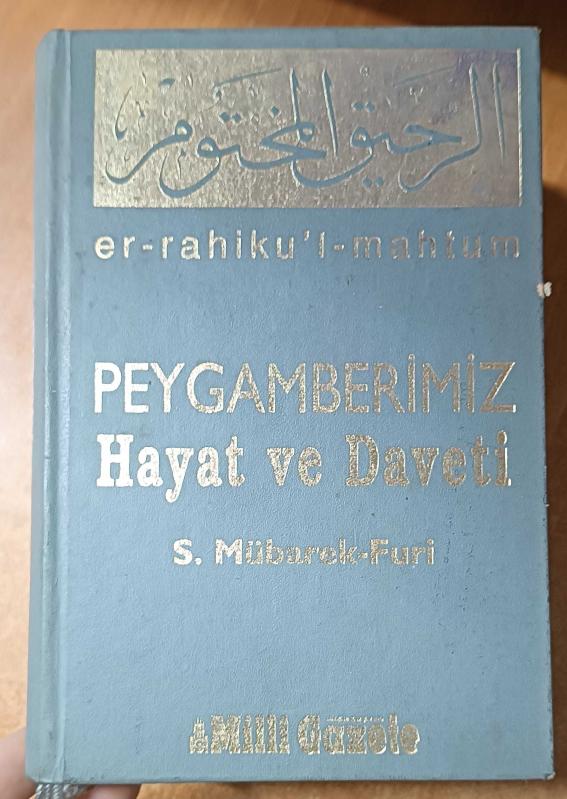 الرحيق المختوم
er-rahiku'l-mahtum
PEYGAMBERİMİZ
Hayat ve Daveti
S. Mübarek-Furi
Milli Gazete